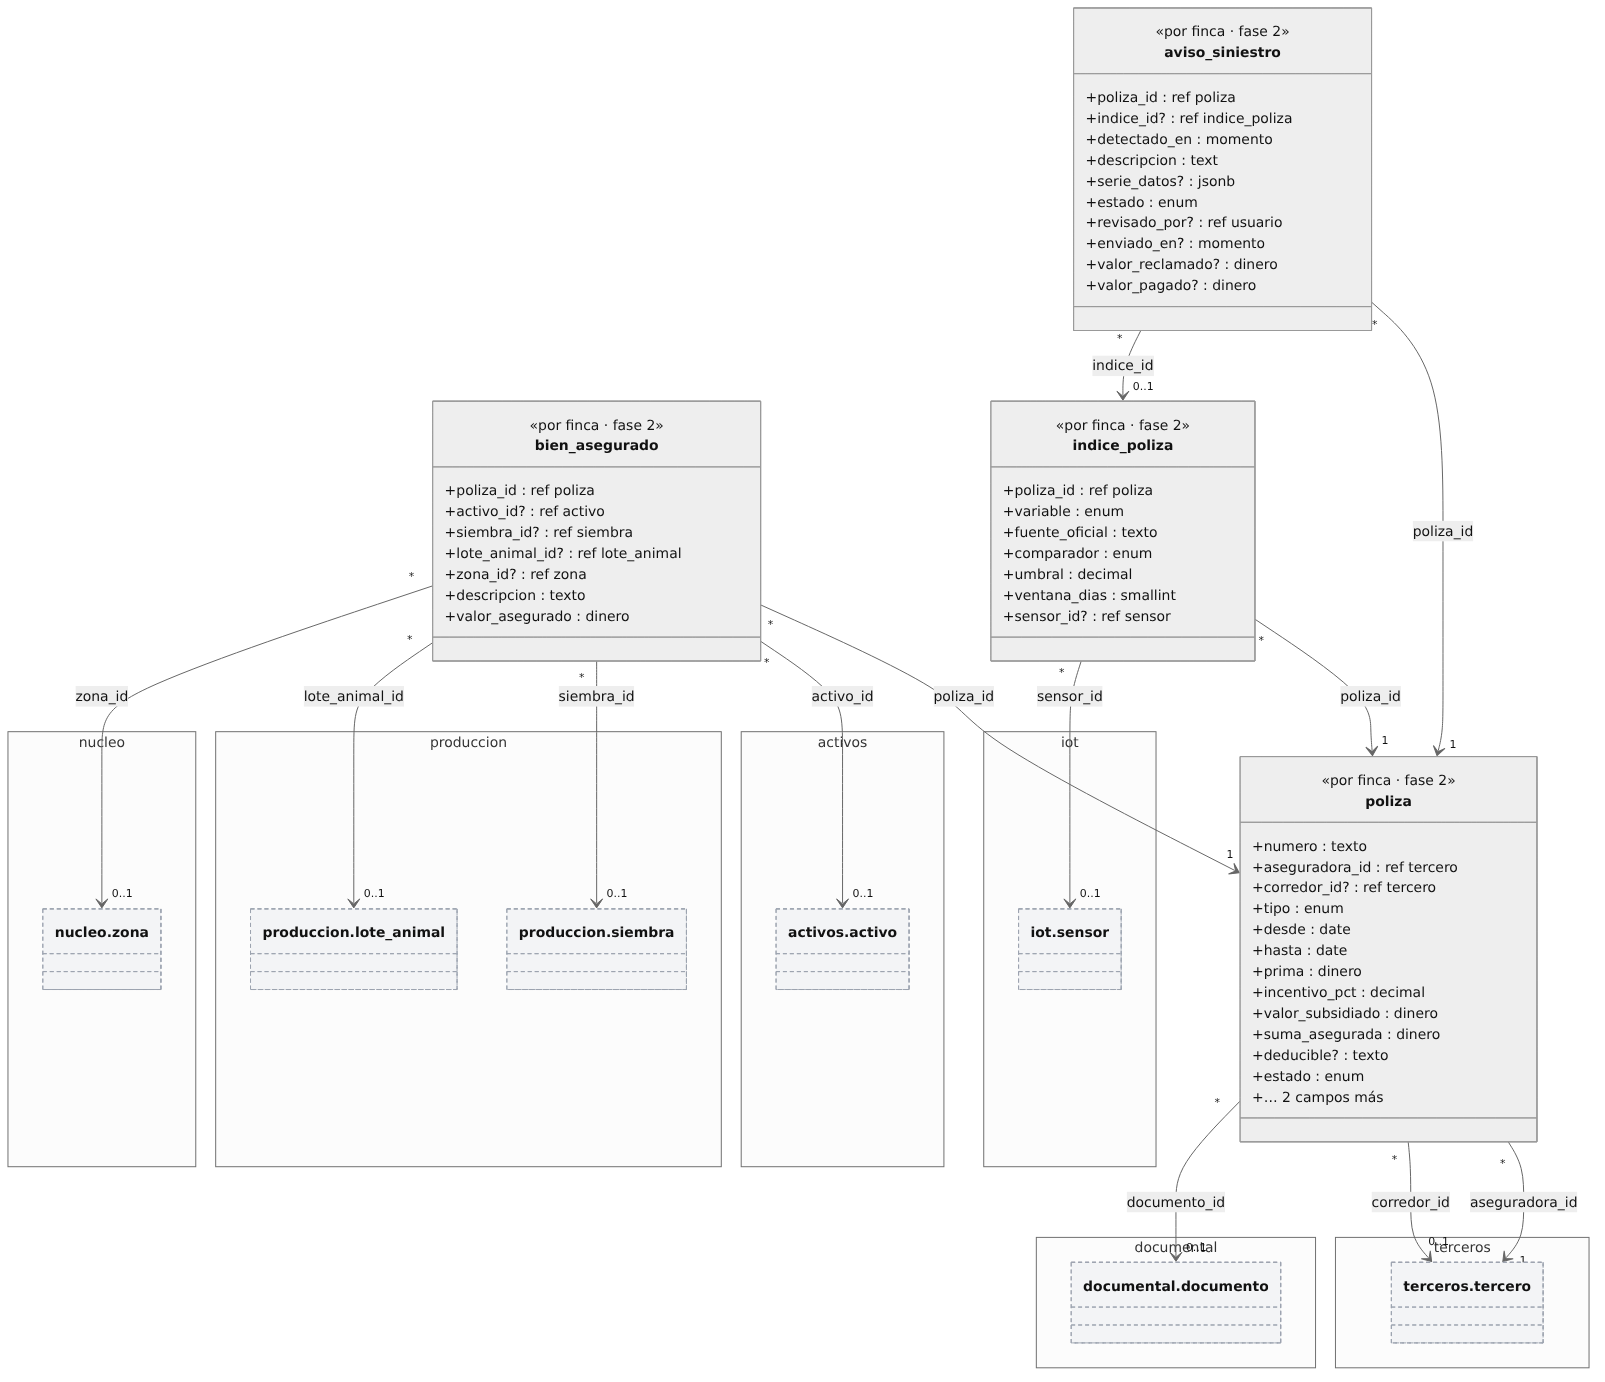 «por finca · fase 2»
aviso_siniestro
+poliza_id : ref poliza
+indice_id? : ref indice_poliza
+detectado_en : momento
+descripcion : text
+serie_datos? : jsonb
+estado : enum
+revisado_por? : ref usuario
+enviado_en? : momento
+valor_reclamado? : dinero
+valor_pagado? : dinero
*
*
indice_id
0..1
poliza_id
1
«por finca · fase 2»
bien_asegurado
+poliza_id : ref poliza
+activo_id? : ref activo
+siembra_id? : ref siembra
+lote_animal_id? : ref lote_animal
+zona_id? : ref zona
+descripcion : texto
+valor_asegurado : dinero
«por finca · fase 2»
indice_poliza
+poliza_id : ref poliza
+variable : enum
+fuente_oficial : texto
+comparador : enum
+umbral : decimal
+ventana_dias : smallint
+sensor_id? : ref sensor
*
*
*
*
*
*
*
zona_id
lote_animal_id
siembra_id
activo_id
poliza_id
sensor_id
poliza_id
1
nucleo
produccion
activos
iot
1
0..1
0..1
0..1
0..1
0..1
nucleo.zona
produccion.lote_animal
produccion.siembra
activos.activo
iot.sensor
«por finca · fase 2»
poliza
+numero : texto
+aseguradora_id : ref tercero
+corredor_id? : ref tercero
+tipo : enum
+desde : date
+hasta : date
+prima : dinero
+incentivo_pct : decimal
+valor_subsidiado : dinero
+suma_asegurada : dinero
+deducible? : texto
+estado : enum
+... 2 campos más
*
*
*
documento_id
corredor_id
aseguradora_id
0..1
0..1
1
documental
terceros
documental.documento
terceros.tercero